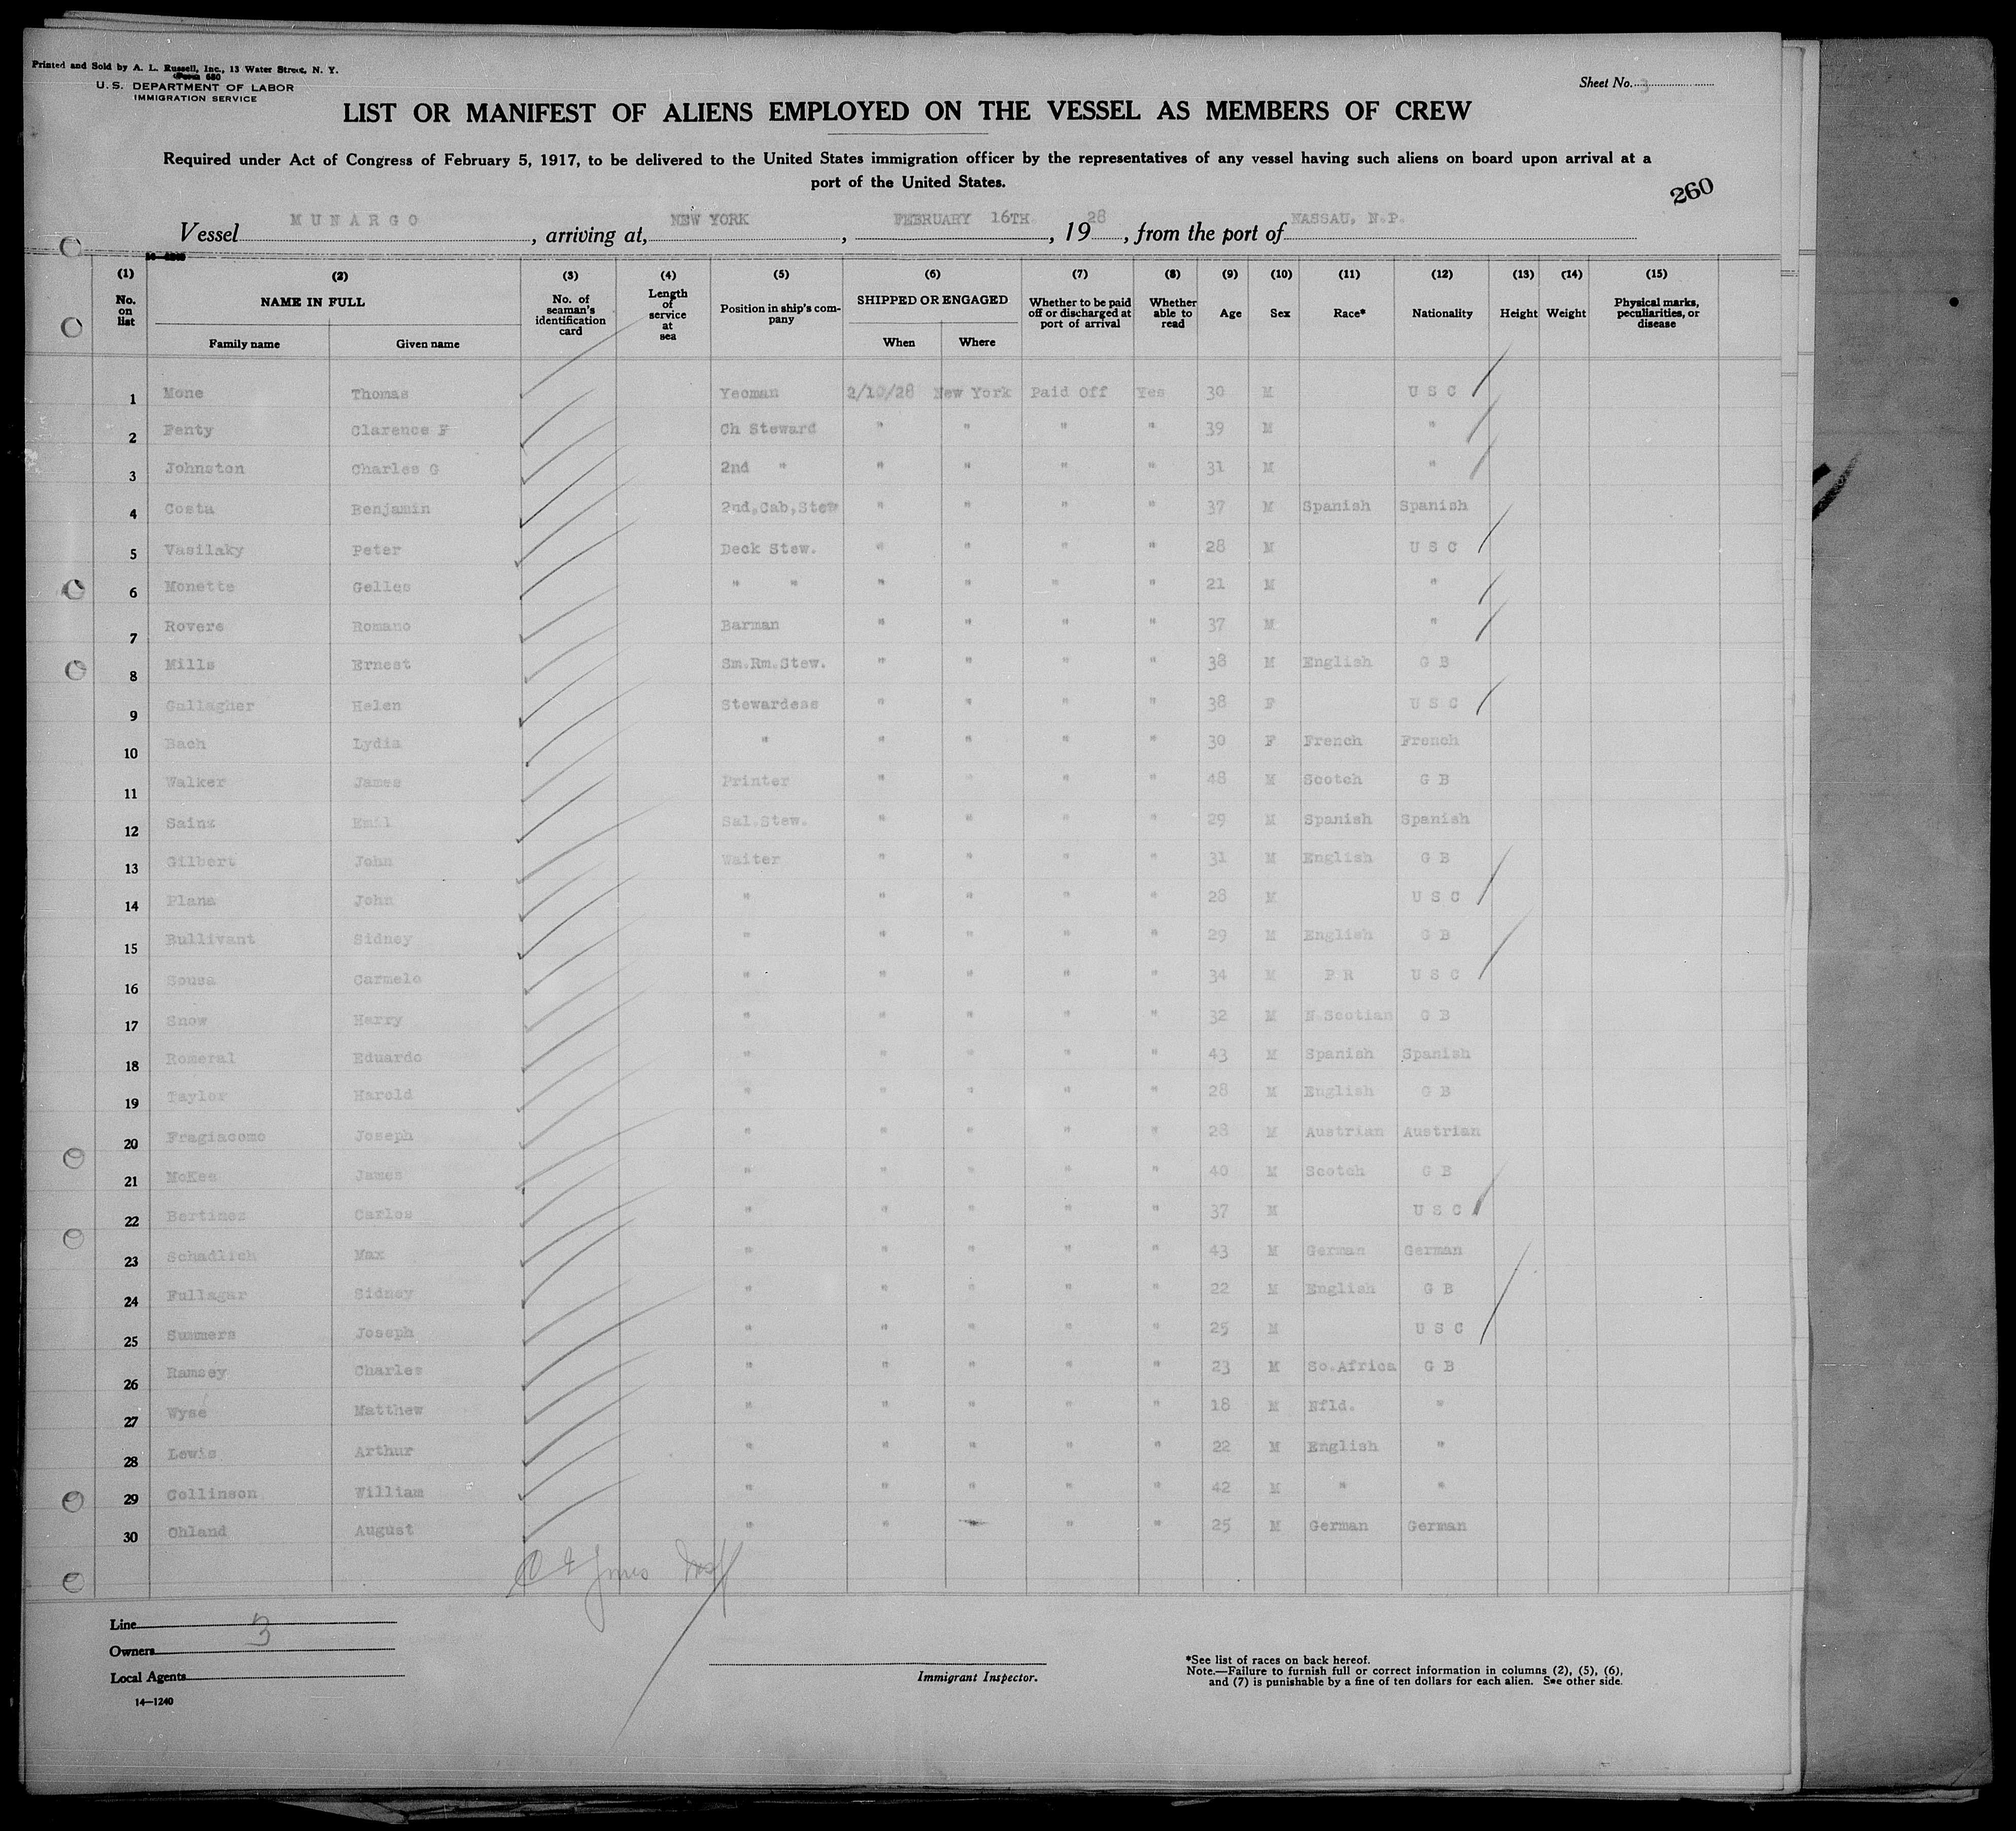 Printed and Sold by A. L. Russell, Inc., 13 Water Street, N. Y.
Form 680
U. S. DEPARTMENT OF LABOR
IMMIGRATION SERVICE
Sheet No. 3
LIST OR MANIFEST OF ALIENS EMPLOYED ON THE VESSEL AS MEMBERS OF CREW
Required under Act of Congress of February 5, 1917, to be delivered to the United States immigration officer by the representatives of any vessel having such aliens on board upon arrival at a
port of the United States.
260
Vessel MUNARGO, arriving at, NEW YORK, FEBRUARY 16TH, 1928, from the port of NASSAU, N.P.
(1) (2) (3) (4) (5) (6) (7) (8) (9) (10) (11) (12) (13) (14) (15)
No. on list NAME IN FULL Family name Given name No. of seaman's identification card Length of service at sea Position in ship's company SHIPPED OR ENGAGED When Where Whether to be paid off or discharged at port of arrival Whether able to read Age Sex Race* Nationality Height Weight Physical marks, peculiarities, or disease
1 Mone Thomas Yeoman 2/10/28 New York Paid Off Yes 30 M U S C
2 Fenty Clarence F Ch Steward " " " " 39 M "
3 Johnston Charles G 2nd " " " " " 31 M "
4 Costa Benjamin 2nd,Cab,Stew " " " " 37 M Spanish Spanish
5 Vasilaky Peter Deck Stew. " " " " 28 M U S C
6 Monette Gelles " " " " " " 21 M "
7 Rovere Romano Barman " " " " 37 M "
8 Mills Ernest Sm.Rm.Stew. " " " " 38 M English G B
9 Gallagher Helen Stewardess " " " " 38 F U S C
10 Bach Lydia " " " " " 30 F French French
11 Walker James Printer " " " " 48 M Scotch G B
12 Sainz Emil Sal.Stew. " " " " 29 M Spanish Spanish
13 Gilbert John Waiter " " " " 31 M English G B
14 Plana John " " " " " 28 M U S C
15 Bullivant Sidney " " " " " 29 M English G B
16 Sousa Carmelo " " " " " 34 M P R U S C
17 Snow Harry " " " " " 32 M N Scotian G B
18 Romeral Eduardo " " " " " 43 M Spanish Spanish
19 Taylor Harold " " " " " 28 M English G B
20 Fragiacomo Joseph " " " " " 28 M Austrian Austrian
21 McKee James " " " " " 40 M Scotch G B
22 Bertinez Carlos " " " " " 37 M U S C
23 Schadlich Max " " " " " 43 M German German
24 Fullagar Sidney " " " " " 22 M English G B
25 Summers Joseph " " " " " 25 M U S C
26 Ramsey Charles " " " " " 23 M So.Africa G B
27 Wyse Matthew " " " " " 18 M Nfld. "
28 Lewis Arthur " " " " " 22 M English "
29 Collinson William " " " " " 42 M " "
30 Ohland August " " " " " 25 M German German
Line
3
Owners
Local Agents
14—1240
Immigrant Inspector.
*See list of races on back hereof.
Note.—Failure to furnish full or correct information in columns (2), (5), (6),
and (7) is punishable by a fine of ten dollars for each alien. See other side.